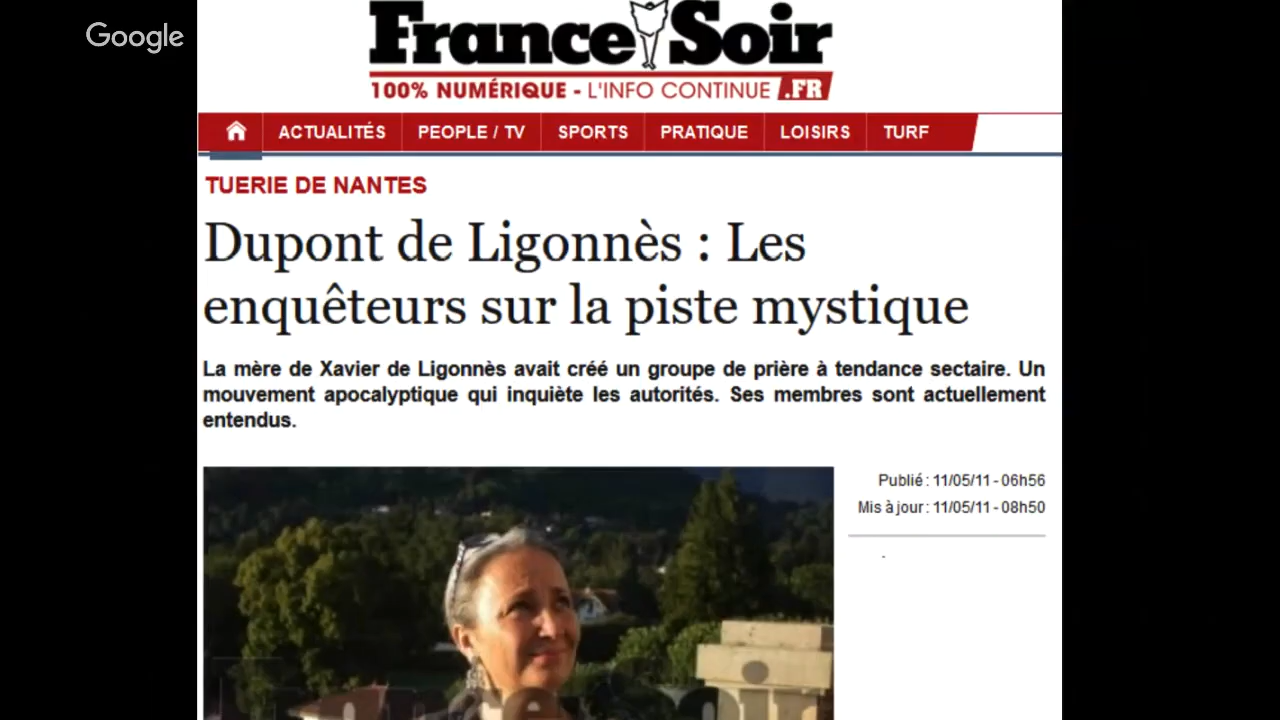 Google
France Soir
100% NUMÉRIQUE - L'INFO CONTINUE .FR
ACTUALITÉS PEOPLE / TV SPORTS PRATIQUE LOISIRS TURF
TUERIE DE NANTES
Dupont de Ligonnès : Les
enquêteurs sur la piste mystique
La mère de Xavier de Ligonnès avait créé un groupe de prière à tendance sectaire. Un
mouvement apocalyptique qui inquiète les autorités. Ses membres sont actuellement
entendus.
Publié : 11/05/11 - 06h56
Mis à jour : 11/05/11 - 08h50